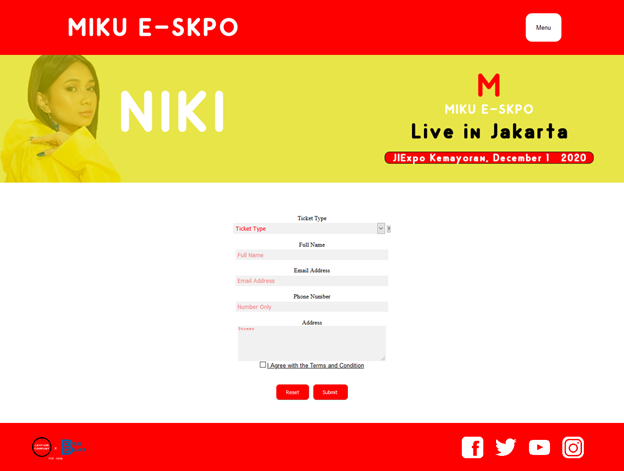 MIKU E-SKPO
Menu
NIKI
M
MIKU E-SKPO
Live in Jakarta
JIExpo Kemayoran, December 1 2020
Ticket Type
Ticket Type
Full Name
Full Name
Email Address
Email Address
Phone Number
Number Only
Address
I Agree with the Terms and Condition
Reset
Submit